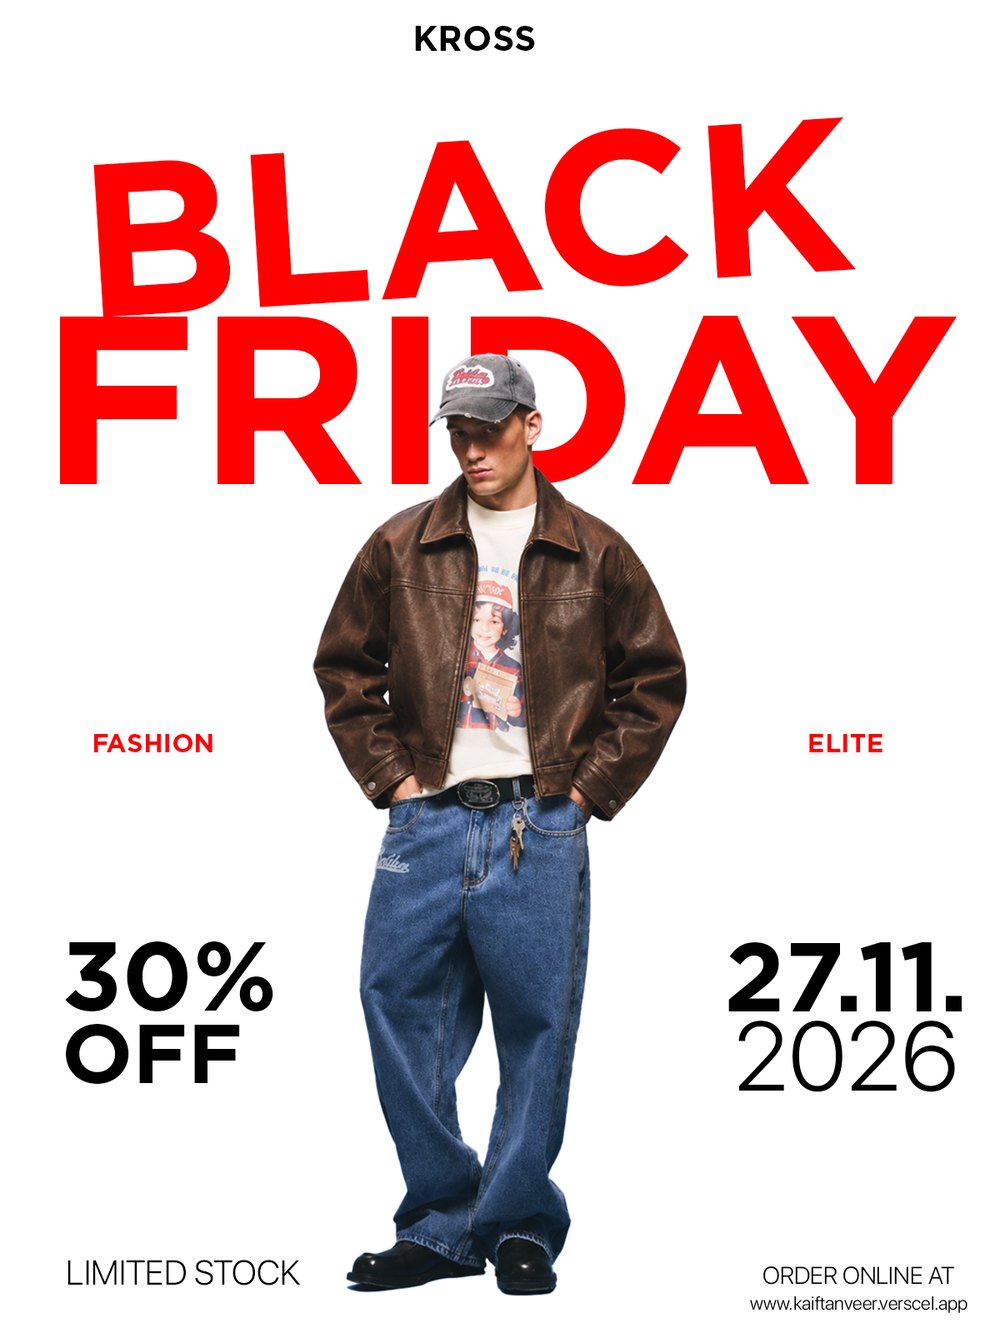 KROSS
BLACK
FRIDAY
FASHION
ELITE
30%
OFF
27.11.
2026
LIMITED STOCK
ORDER ONLINE AT
www.kaiftanveer.verscel.app